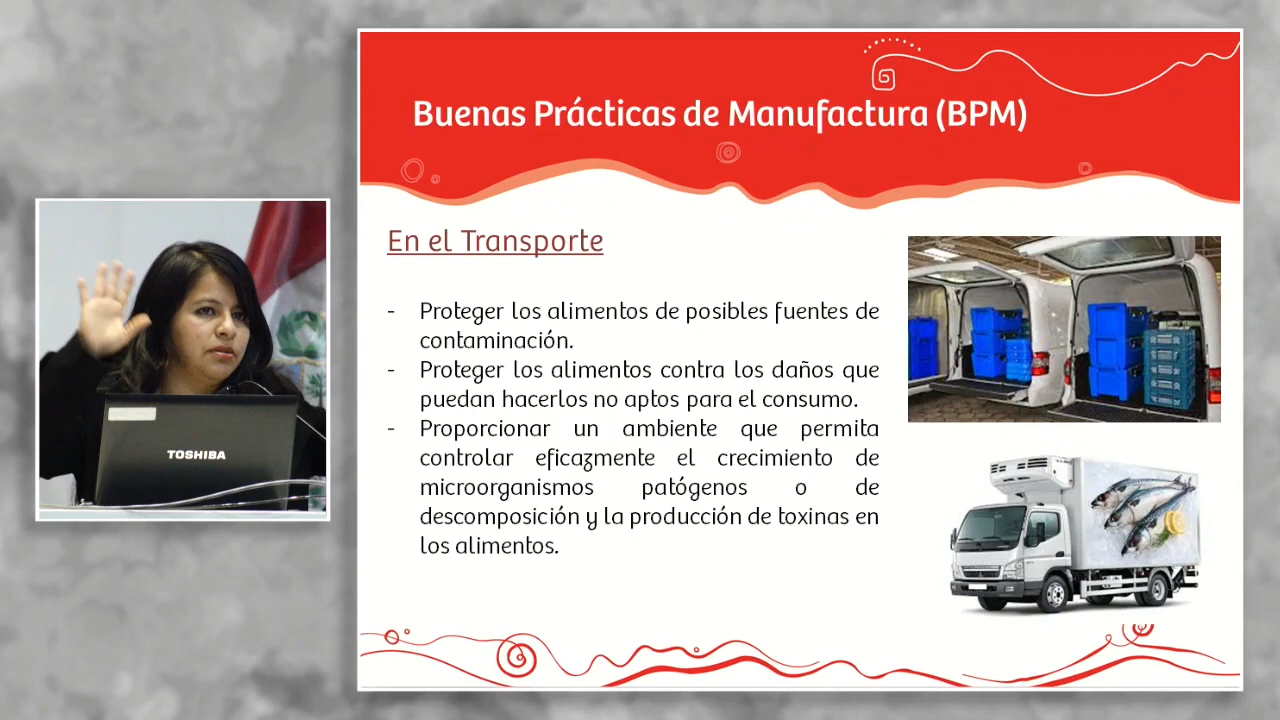 Buenas Prácticas de Manufactura (BPM)
En el Transporte
- Proteger los alimentos de posibles fuentes de
contaminación.
- Proteger los alimentos contra los daños que
puedan hacerlos no aptos para el consumo.
- Proporcionar un ambiente que permita
controlar eficazmente el crecimiento de
microorganismos patógenos o de
descomposición y la producción de toxinas en
los alimentos.
TOSHIBA